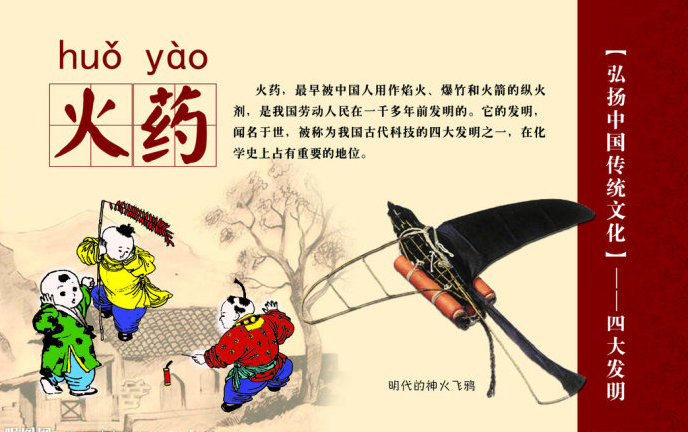 huǒ yào
火药
火药，最早被中国人用作焰火、爆竹和火箭的纵火
剂，是我国劳动人民在一千多年前发明的。它的发明，
闻名于世，被称为我国古代科技的四大发明之一，在化
学史上占有重要的地位。
明代的神火飞鸦
【弘扬中国传统文化】——四大发明